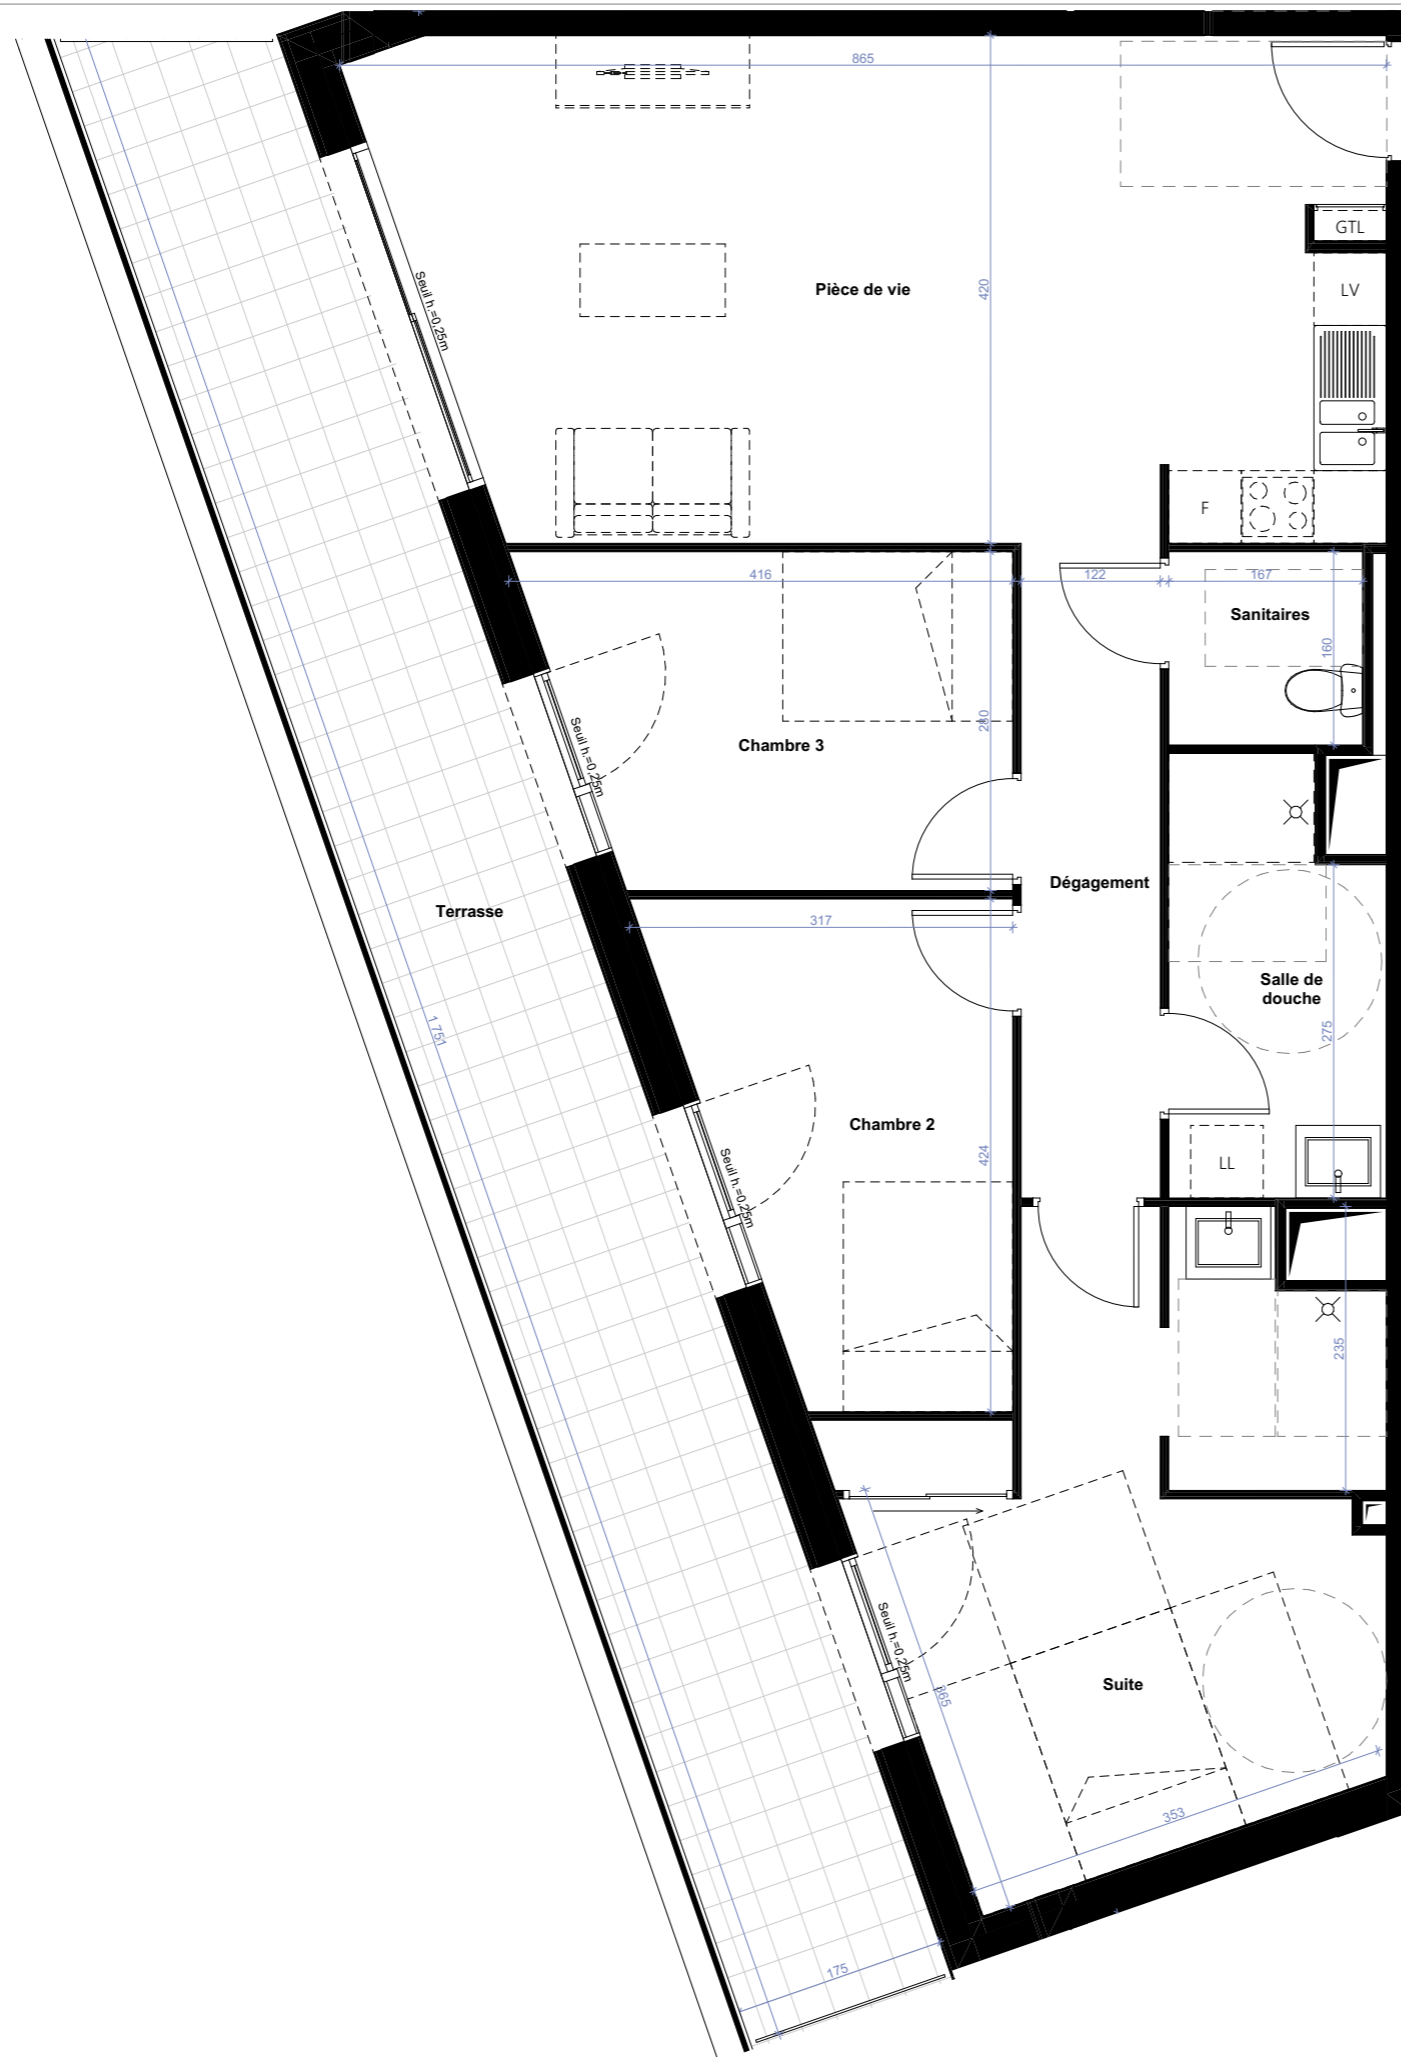 865
GTL
Seuil h.=0,25m
Pièce de vie
420
LV
F
416
122
167
Sanitaires
160
280
Seuil h.=0,25m
Chambre 3
Dégagement
Terrasse
317
Salle de
douche
1 751
275
Chambre 2
Seuil h.=0,25m
424
LL
235
Seuil h.=0,25m
365
Suite
353
175